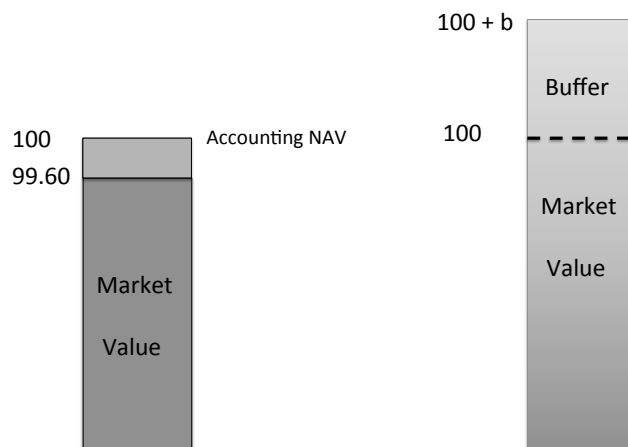 100
Accounting NAV
99.60
Market
Value
100 + b
Buffer
100
Market
Value